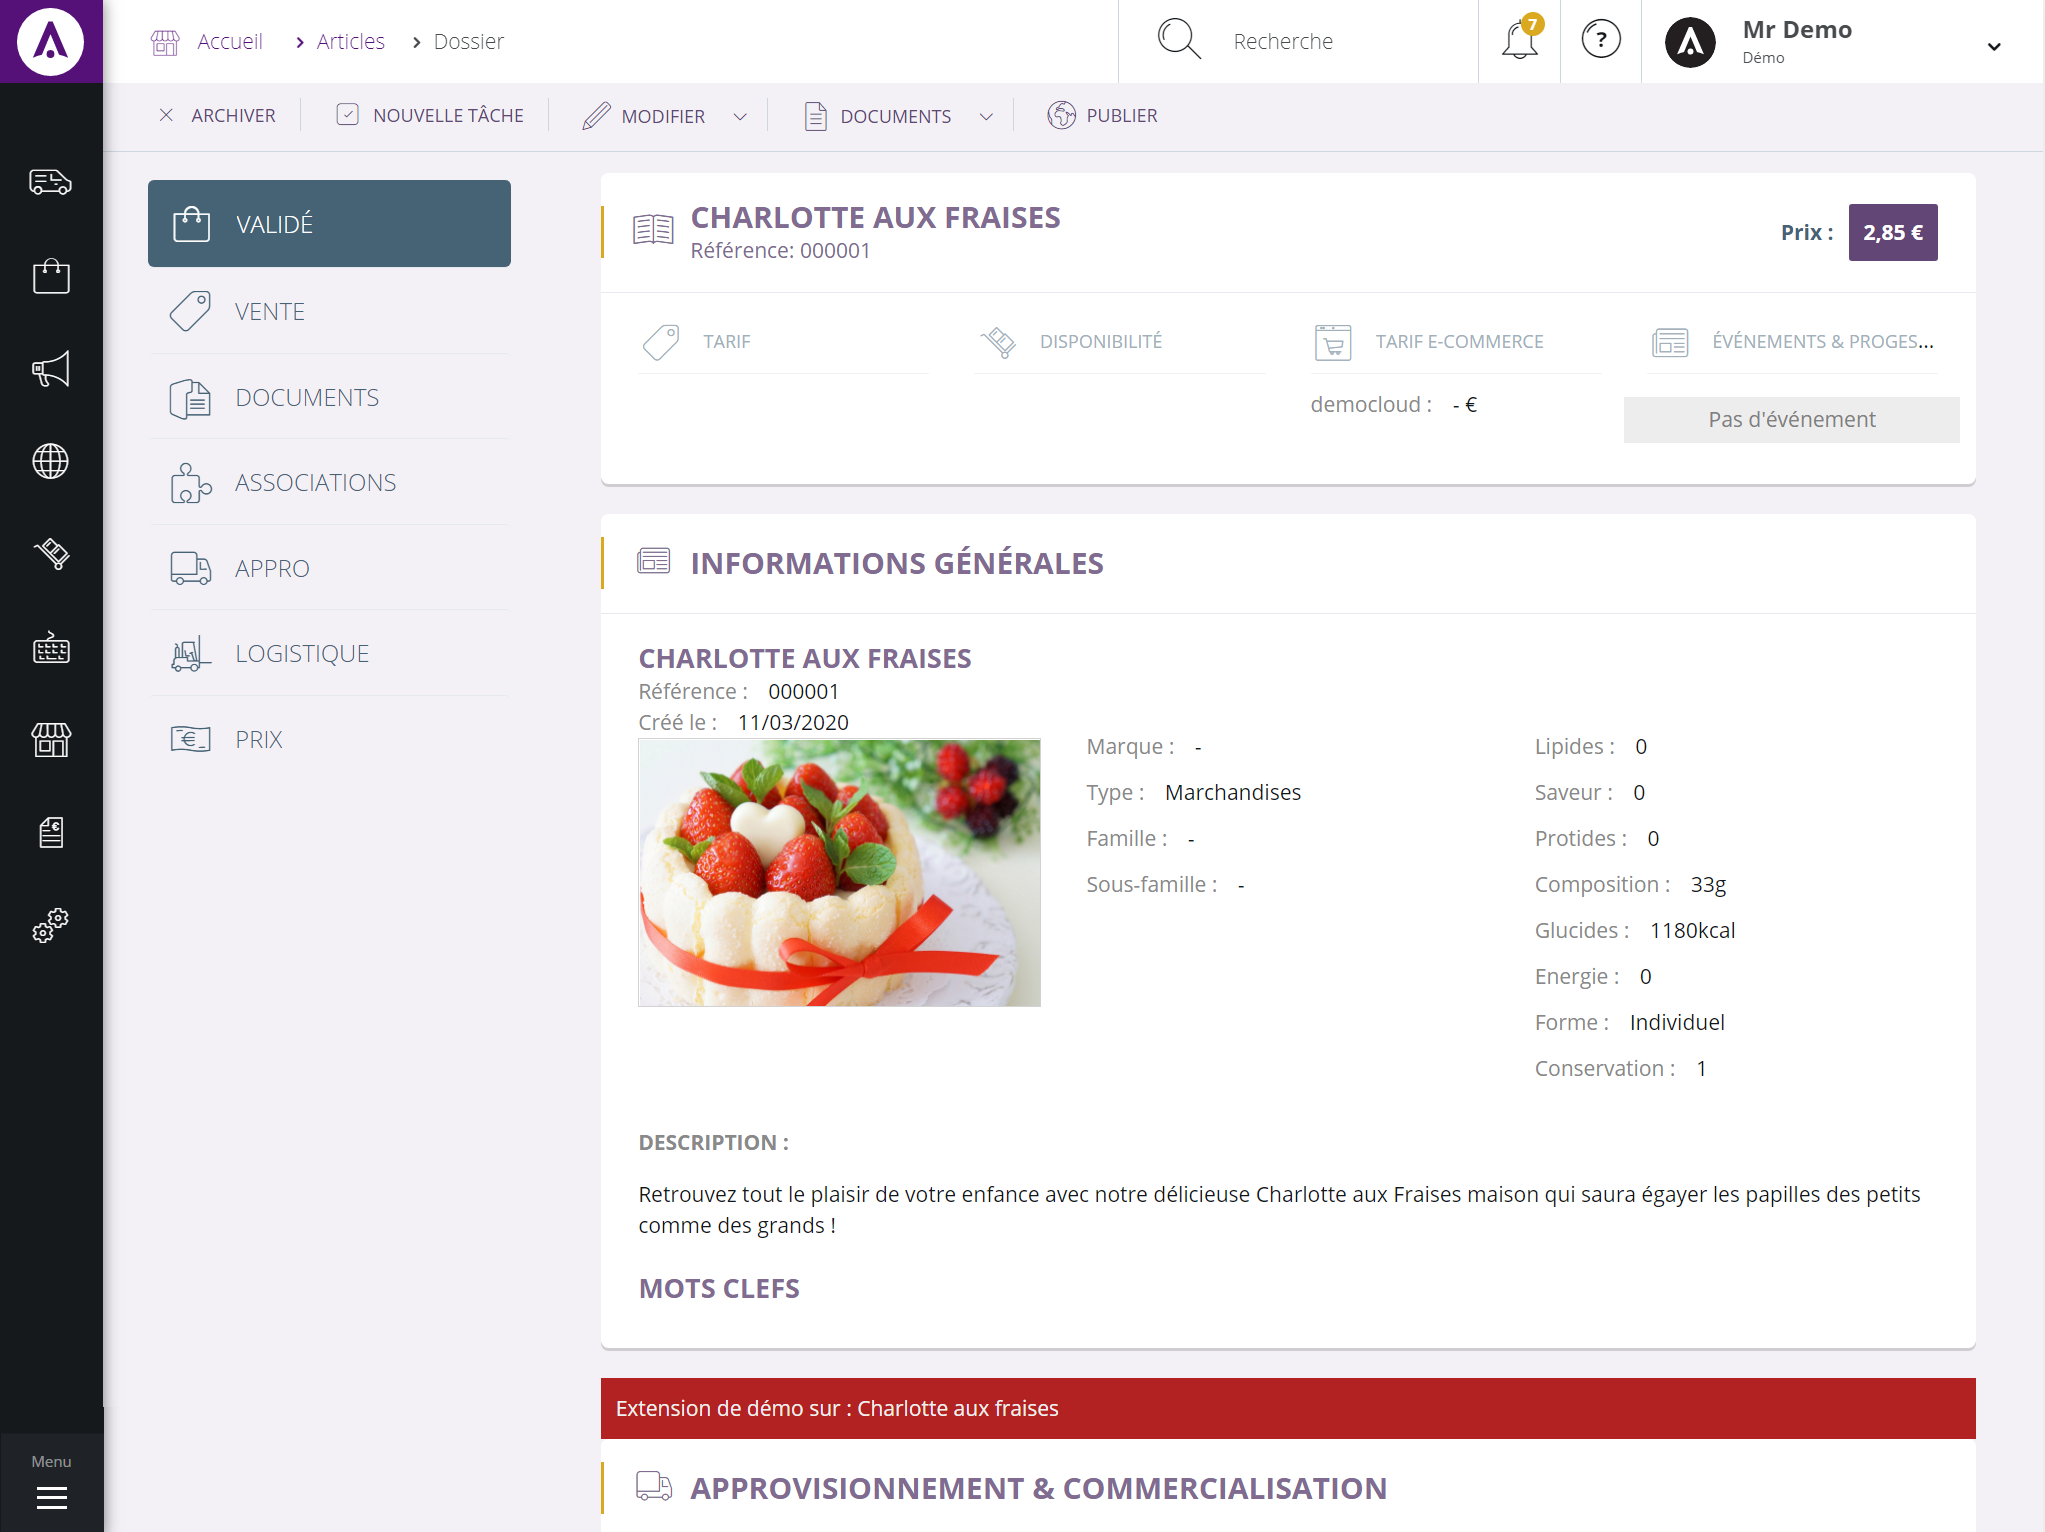 Accueil > Articles > Dossier
Recherche
7
?
Mr Demo
Démo
ARCHIVER
NOUVELLE TÂCHE
MODIFIER
DOCUMENTS
PUBLIER
VALIDÉ
VENTE
DOCUMENTS
ASSOCIATIONS
APPRO
LOGISTIQUE
PRIX
Menu
CHARLOTTE AUX FRAISES
Référence: 000001
Prix : 2,85 €
TARIF
DISPONIBILITÉ
TARIF E-COMMERCE
democloud : - €
ÉVÉNEMENTS & PROGES...
Pas d'événement
INFORMATIONS GÉNÉRALES
CHARLOTTE AUX FRAISES
Référence : 000001
Créé le : 11/03/2020
Marque : -
Type : Marchandises
Famille : -
Sous-famille : -
Lipides : 0
Saveur : 0
Protides : 0
Composition : 33g
Glucides : 1180kcal
Energie : 0
Forme : Individuel
Conservation : 1
DESCRIPTION :
Retrouvez tout le plaisir de votre enfance avec notre délicieuse Charlotte aux Fraises maison qui saura égayer les papilles des petits
comme des grands !
MOTS CLEFS
Extension de démo sur : Charlotte aux fraises
APPROVISIONNEMENT & COMMERCIALISATION